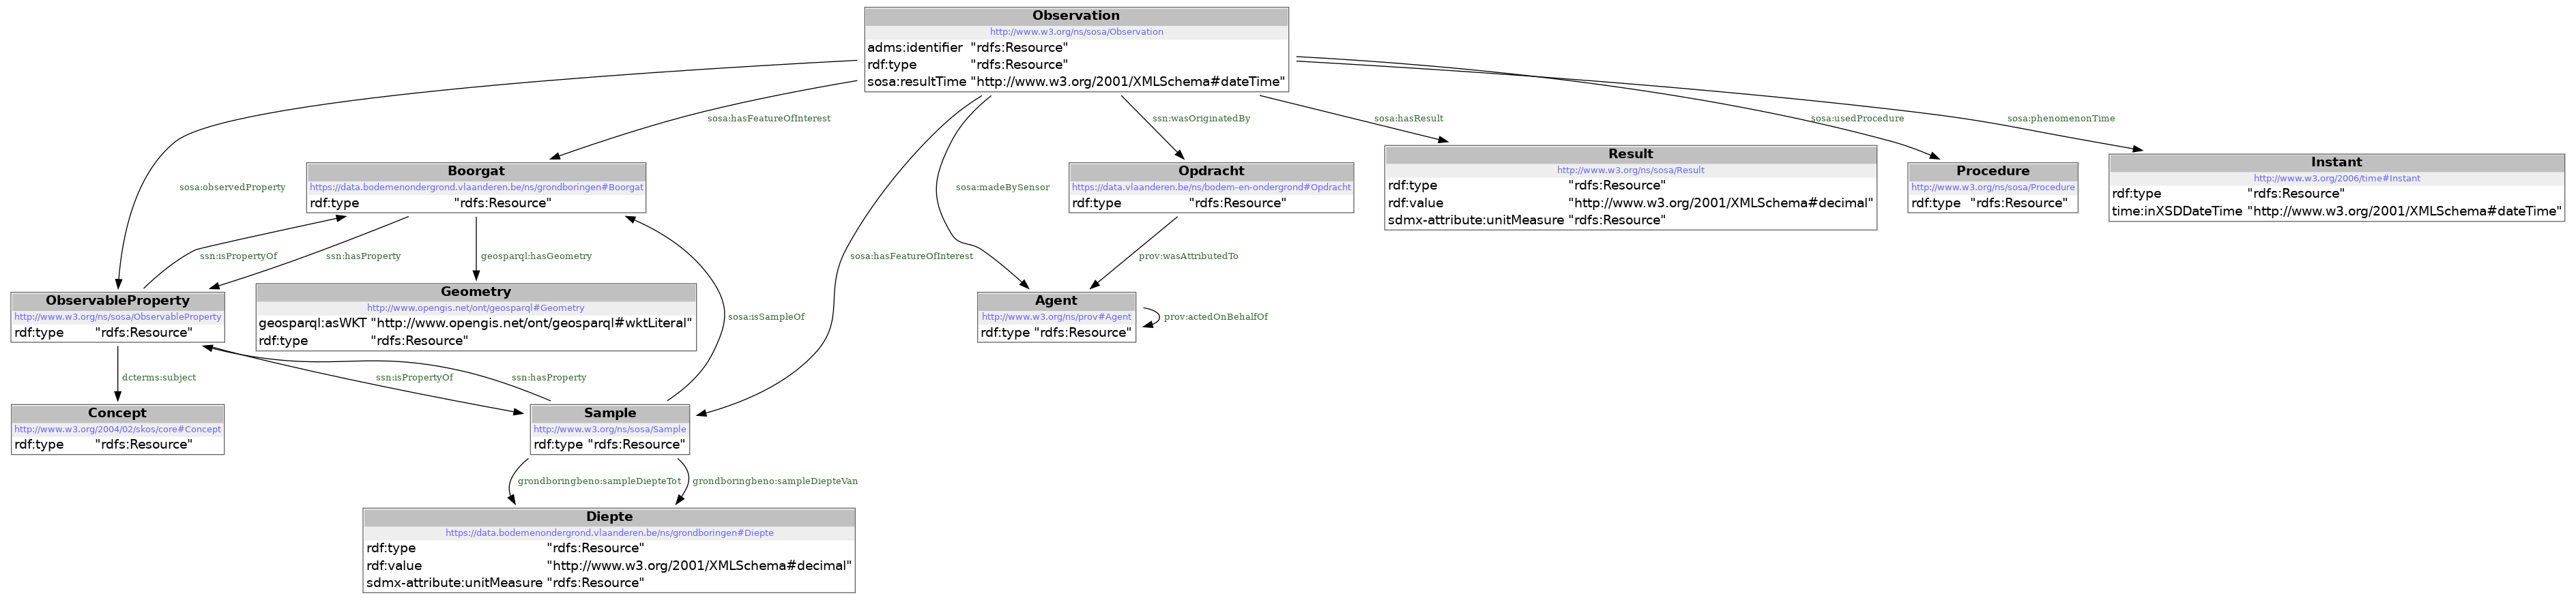 Observation
http://www.w3.org/ns/sosa/Observation
adms:identifier "rdfs:Resource"
rdf:type "rdfs:Resource"
sosa:resultTime "http://www.w3.org/2001/XMLSchema#dateTime"
sosa:hasFeatureOfInterest
ssn:wasOriginatedBy
sosa:hasResult
sosa:usedProcedure
sosa:phenomenonTime
sosa:observedProperty
Boorgat
https://data.bodemenondergrond.vlaanderen.be/ns/grondboringen#Boorgat
rdf:type "rdfs:Resource"
sosa:madeBySensor
Opdracht
https://data.vlaanderen.be/ns/bodem-en-ondergrond#Opdracht
rdf:type "rdfs:Resource"
Result
http://www.w3.org/ns/sosa/Result
rdf:type "rdfs:Resource"
rdf:value "http://www.w3.org/2001/XMLSchema#decimal"
sdmx-attribute:unitMeasure "rdfs:Resource"
Procedure
http://www.w3.org/ns/sosa/Procedure
rdf:type "rdfs:Resource"
Instant
http://www.w3.org/2006/time#Instant
rdf:type "rdfs:Resource"
time:inXSDDateTime "http://www.w3.org/2001/XMLSchema#dateTime"
ssn:isPropertyOf
ssn:hasProperty
geosparql:hasGeometry
sosa:hasFeatureOfInterest
prov:wasAttributedTo
ObservableProperty
http://www.w3.org/ns/sosa/ObservableProperty
rdf:type "rdfs:Resource"
Geometry
http://www.opengis.net/ont/geosparql#Geometry
geosparql:asWKT "http://www.opengis.net/ont/geosparql#wktLiteral"
rdf:type "rdfs:Resource"
sosa:isSampleOf
Agent
http://www.w3.org/ns/prov#Agent
rdf:type "rdfs:Resource"
prov:actedOnBehalfOf
dcterms:subject
ssn:isPropertyOf
ssn:hasProperty
Concept
http://www.w3.org/2004/02/skos/core#Concept
rdf:type "rdfs:Resource"
Sample
http://www.w3.org/ns/sosa/Sample
rdf:type "rdfs:Resource"
grondboringbeno:sampleDiepteTot
grondboringbeno:sampleDiepteVan
Diepte
https://data.bodemenondergrond.vlaanderen.be/ns/grondboringen#Diepte
rdf:type "rdfs:Resource"
rdf:value "http://www.w3.org/2001/XMLSchema#decimal"
sdmx-attribute:unitMeasure "rdfs:Resource"